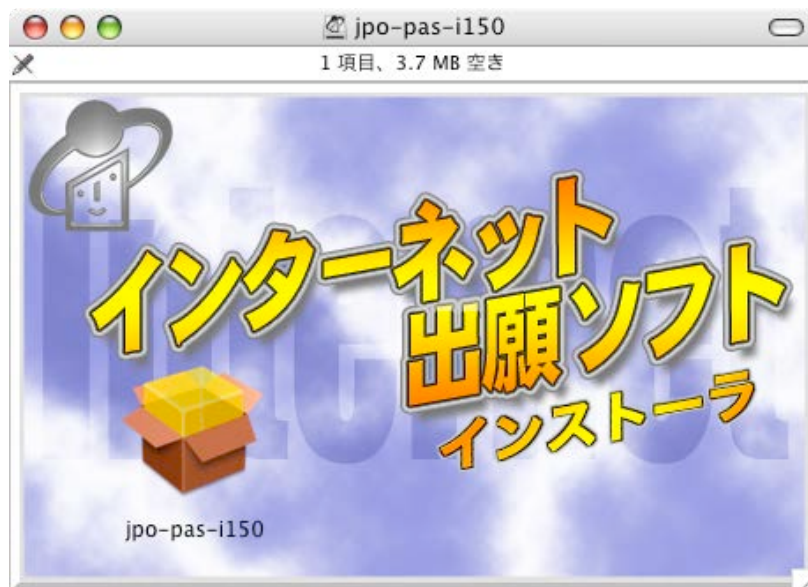 jpo-pas-i150
1 項目、3.7 MB 空き
Internet
インターネット
出願ソフト
インストーラ
jpo-pas-i150